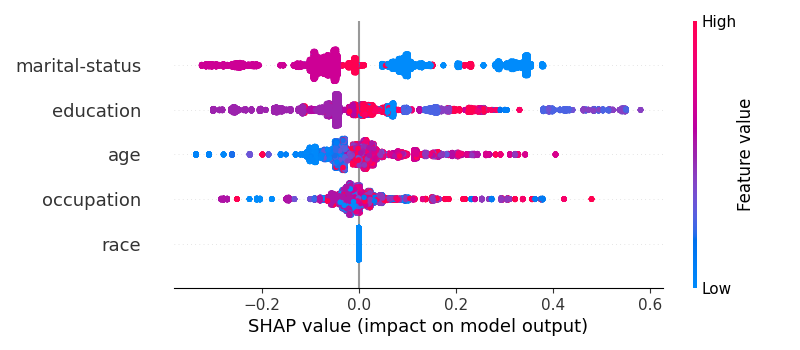 High
marital-status
education
age
occupation
race
Feature value
Low
−0.2 0.0 0.2 0.4 0.6
SHAP value (impact on model output)